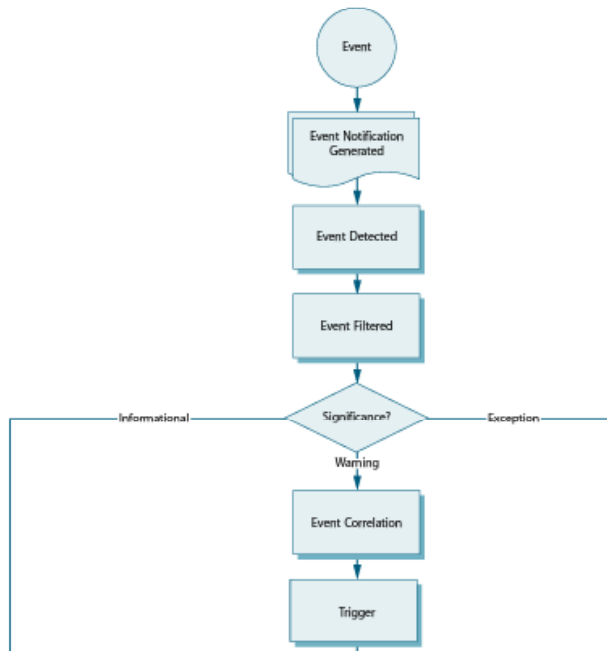 Event
Event Notification
Generated
Event Detected
Event Filtered
Informational
Significance?
Exception
Warning
Event Correlation
Trigger